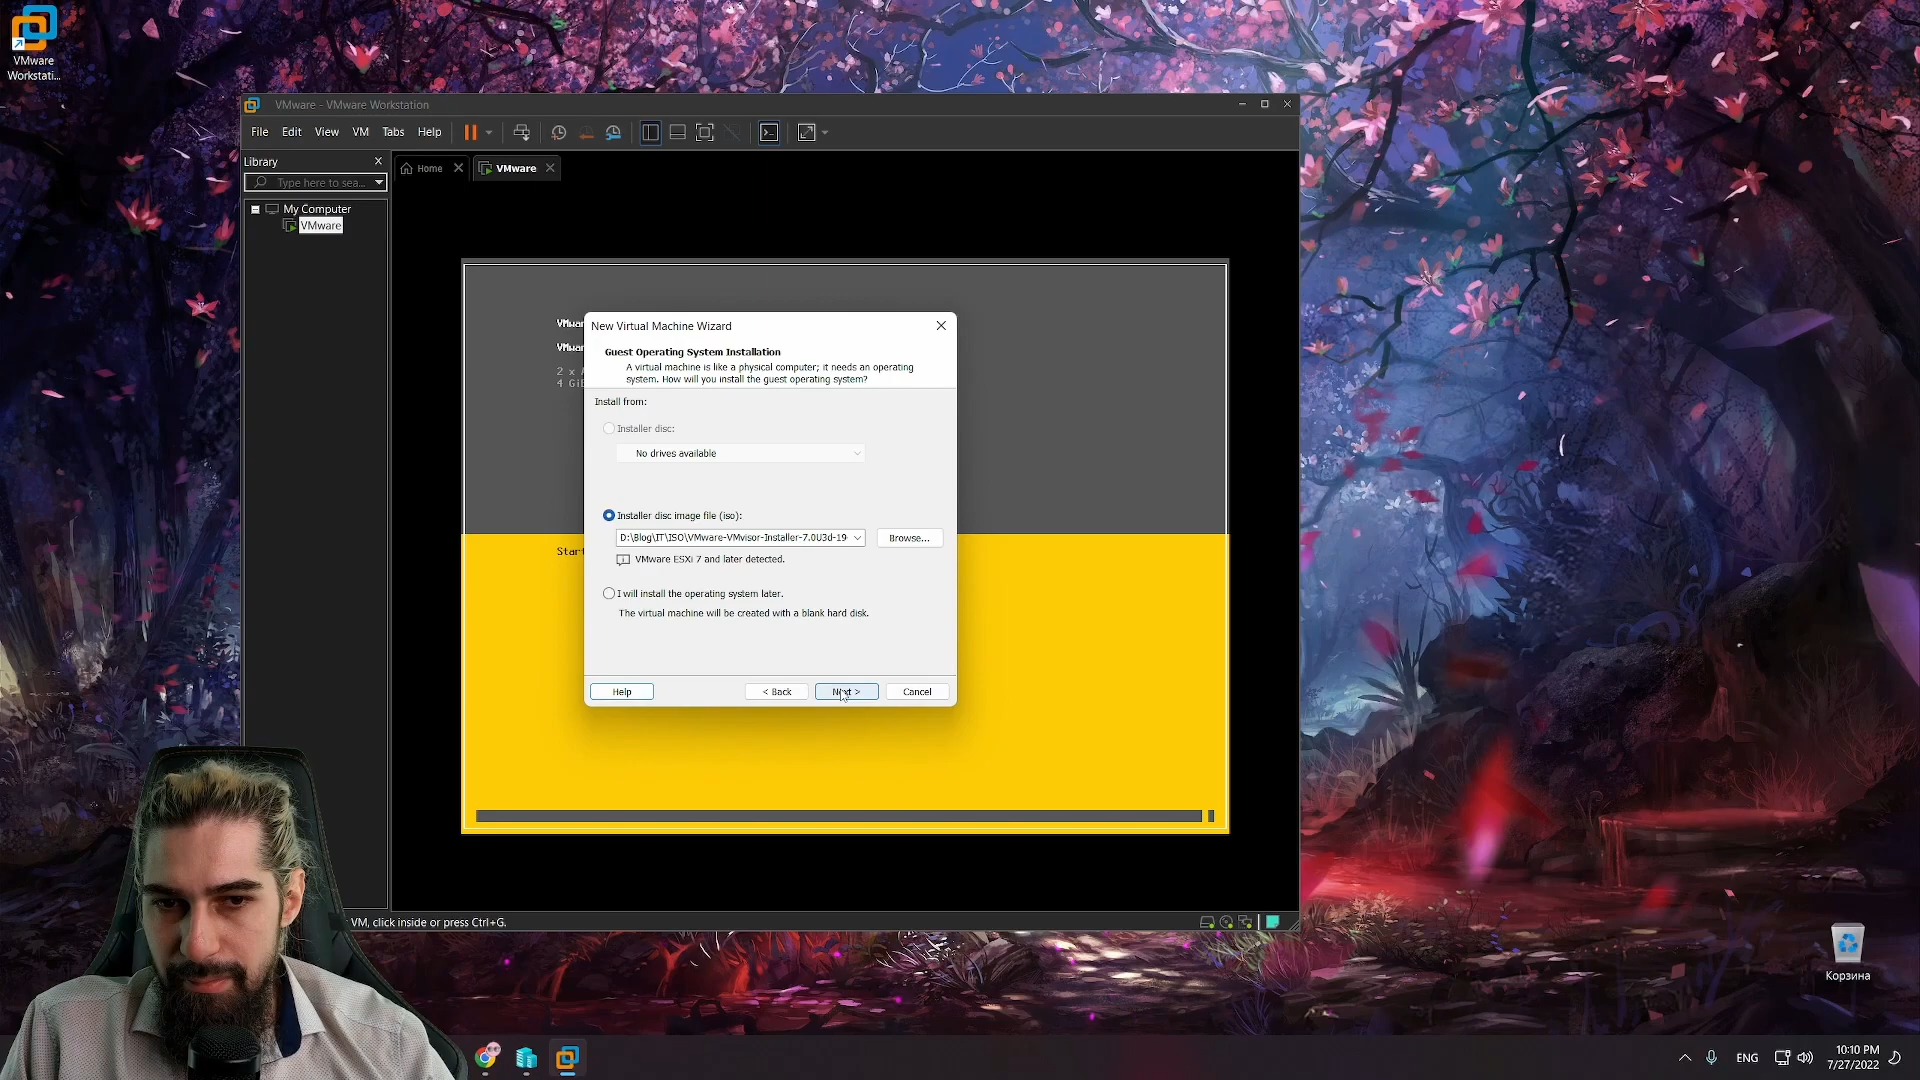 VMware
Workstati...
VMware - VMware Workstation
File Edit View VM Tabs Help
Library
Type here to sea...
My Computer
VMware
Home
VMware
New Virtual Machine Wizard
Guest Operating System Installation
A virtual machine is like a physical computer; it needs an operating
system. How will you install the guest operating system?
Install from:
Installer disc:
No drives available
Installer disc image file (iso):
D:\Blog\IT\ISO\VMware-VMvisor-Installer-7.0U3d-19
Browse...
VMware ESXi 7 and later detected.
I will install the operating system later.
The virtual machine will be created with a blank hard disk.
Help
< Back
Next >
Cancel
2 x
VM, click inside or press Ctrl+G.
Корзина
ENG
10:10 PM
7/27/2022